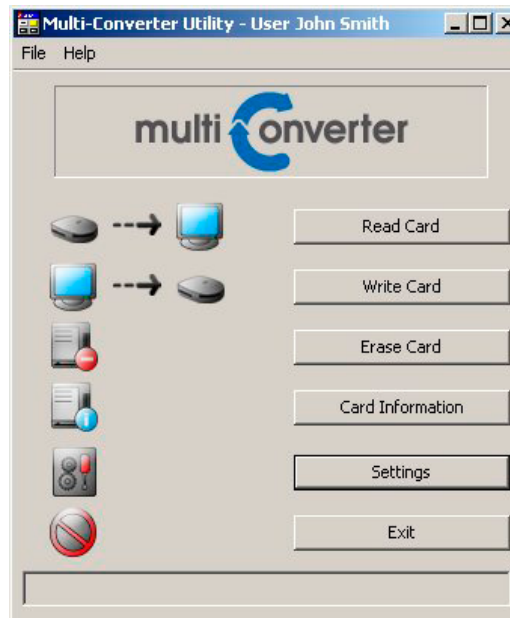 Multi-Converter Utility - User John Smith
File Help
multi Converter
Read Card
Write Card
Erase Card
Card Information
Settings
Exit